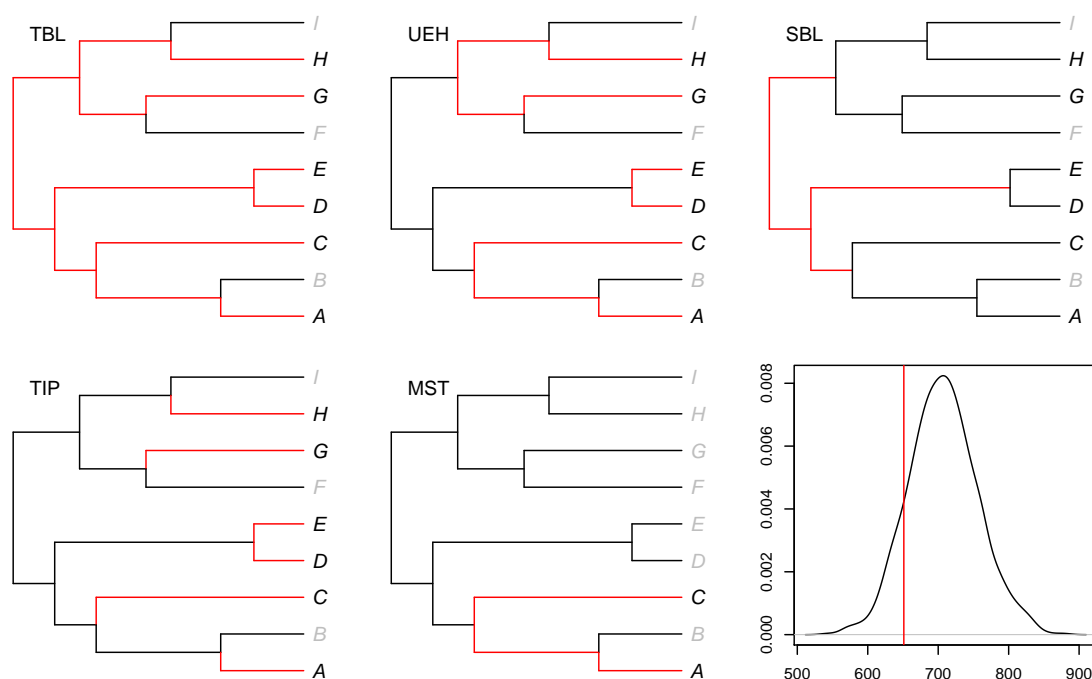 TBL
I
H
G
F
E
D
C
B
A
UEH
I
H
G
F
E
D
C
B
A
SBL
I
H
G
F
E
D
C
B
A
TIP
I
H
G
F
E
D
C
B
A
MST
I
H
G
F
E
D
C
B
A
0.008
0.006
0.004
0.002
0.000
500 600 700 800 900